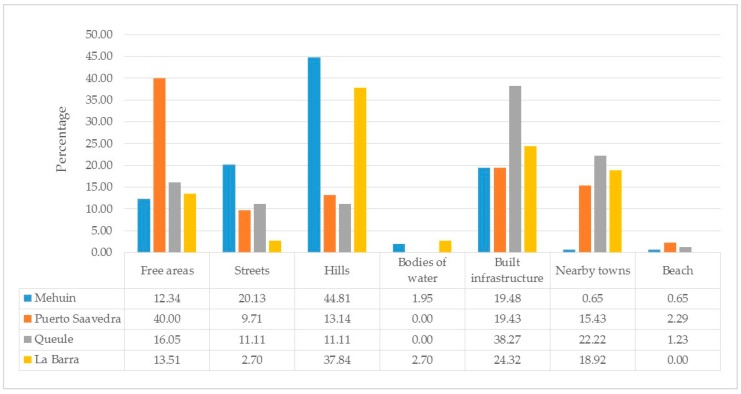 50.00
45.00
40.00
35.00
30.00
25.00
20.00
15.00
10.00
5.00
0.00
Percentage
Free areas Streets Hills Bodies of water Built infrastructure Nearby towns Beach
Mehuin 12.34 20.13 44.81 1.95 19.48 0.65 0.65
Puerto Saavedra 40.00 9.71 13.14 0.00 19.43 15.43 2.29
Queule 16.05 11.11 11.11 0.00 38.27 22.22 1.23
La Barra 13.51 2.70 37.84 2.70 24.32 18.92 0.00